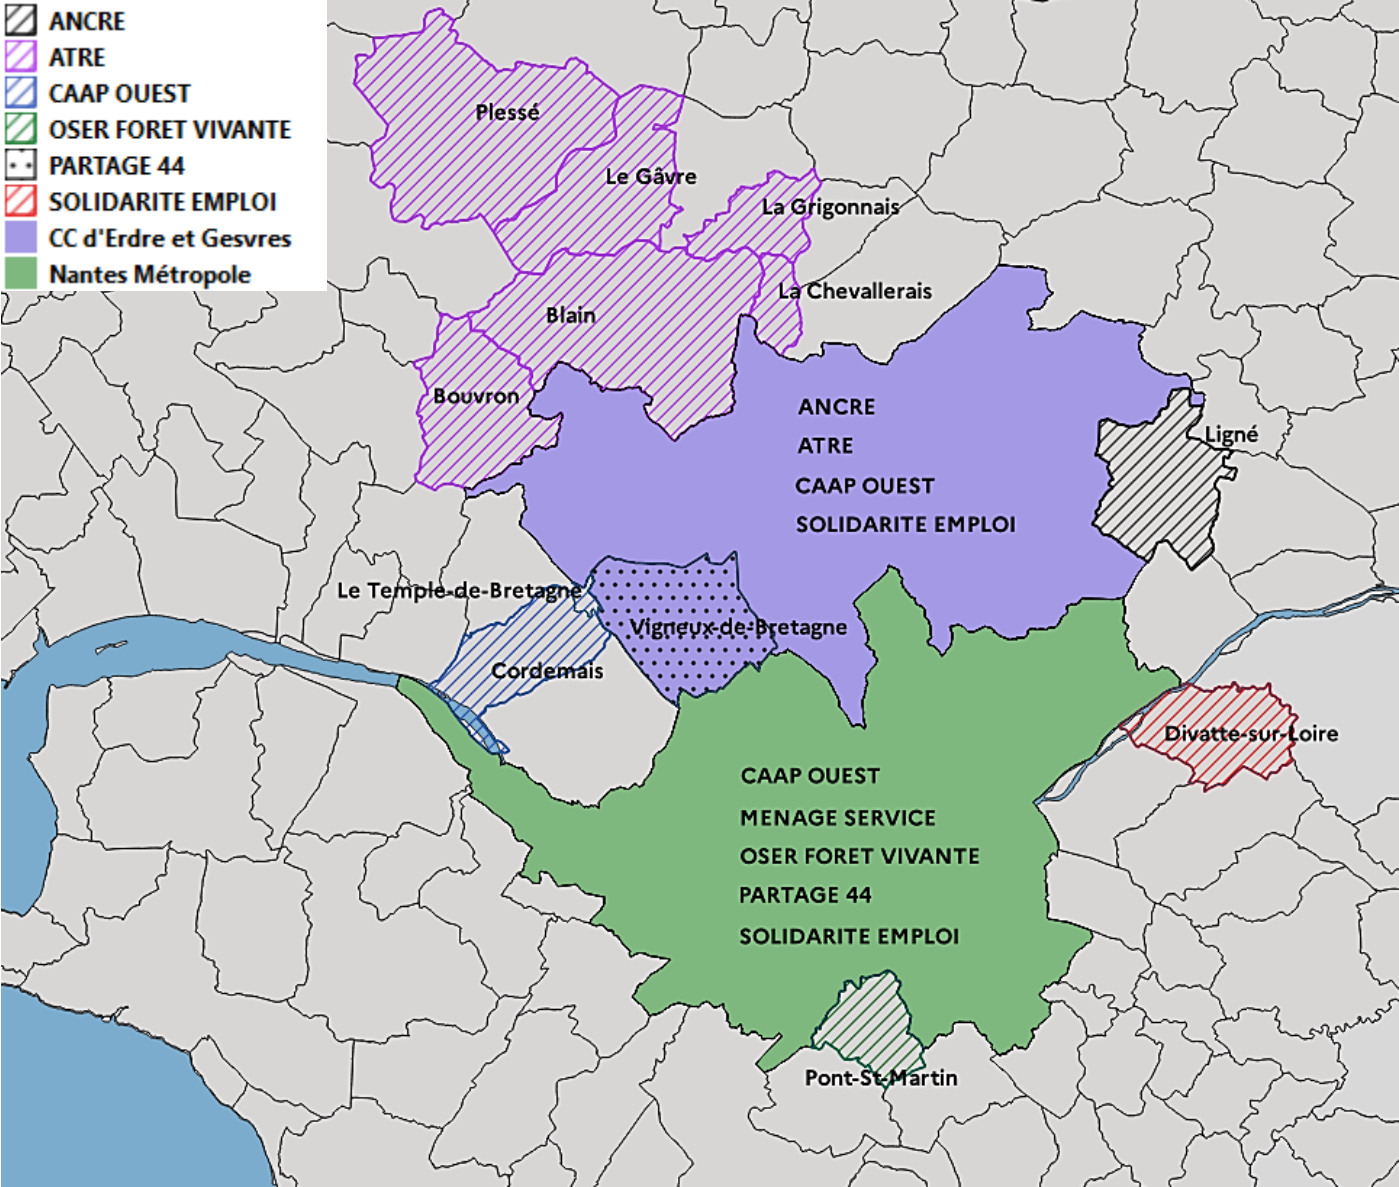 ANCRE
ATRE
CAAP OUEST
OSER FORET VIVANTE
PARTAGE 44
SOLIDARITE EMPLOI
CC d'Erdre et Gesvres
Nantes Métropole
Plessé
Le Gâvre
La Grigonnais
La Chevallerais
Blain
Bouvron
ANCRE
ATRE
CAAP OUEST
SOLIDARITE EMPLOI
Ligné
Le Temple-de-Bretagne
Vigneux-de-Bretagne
Cordemais
Divatte-sur-Loire
CAAP OUEST
MENAGE SERVICE
OSER FORET VIVANTE
PARTAGE 44
SOLIDARITE EMPLOI
Pont-St-Martin